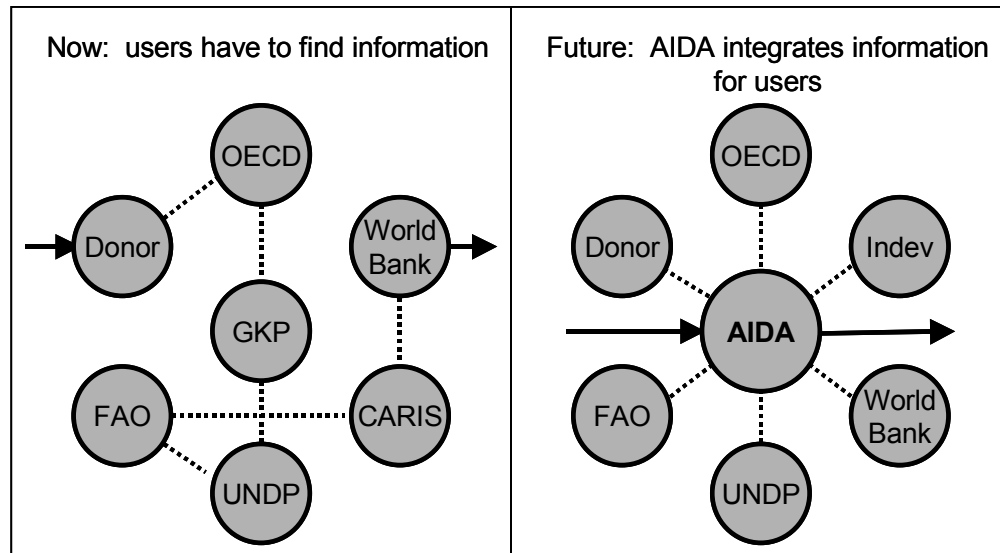 Now: users have to find information
OECD
Donor
World
Bank
GKP
FAO
CARIS
UNDP
Future: AIDA integrates information
for users
OECD
Donor
Indev
AIDA
FAO
World
Bank
UNDP